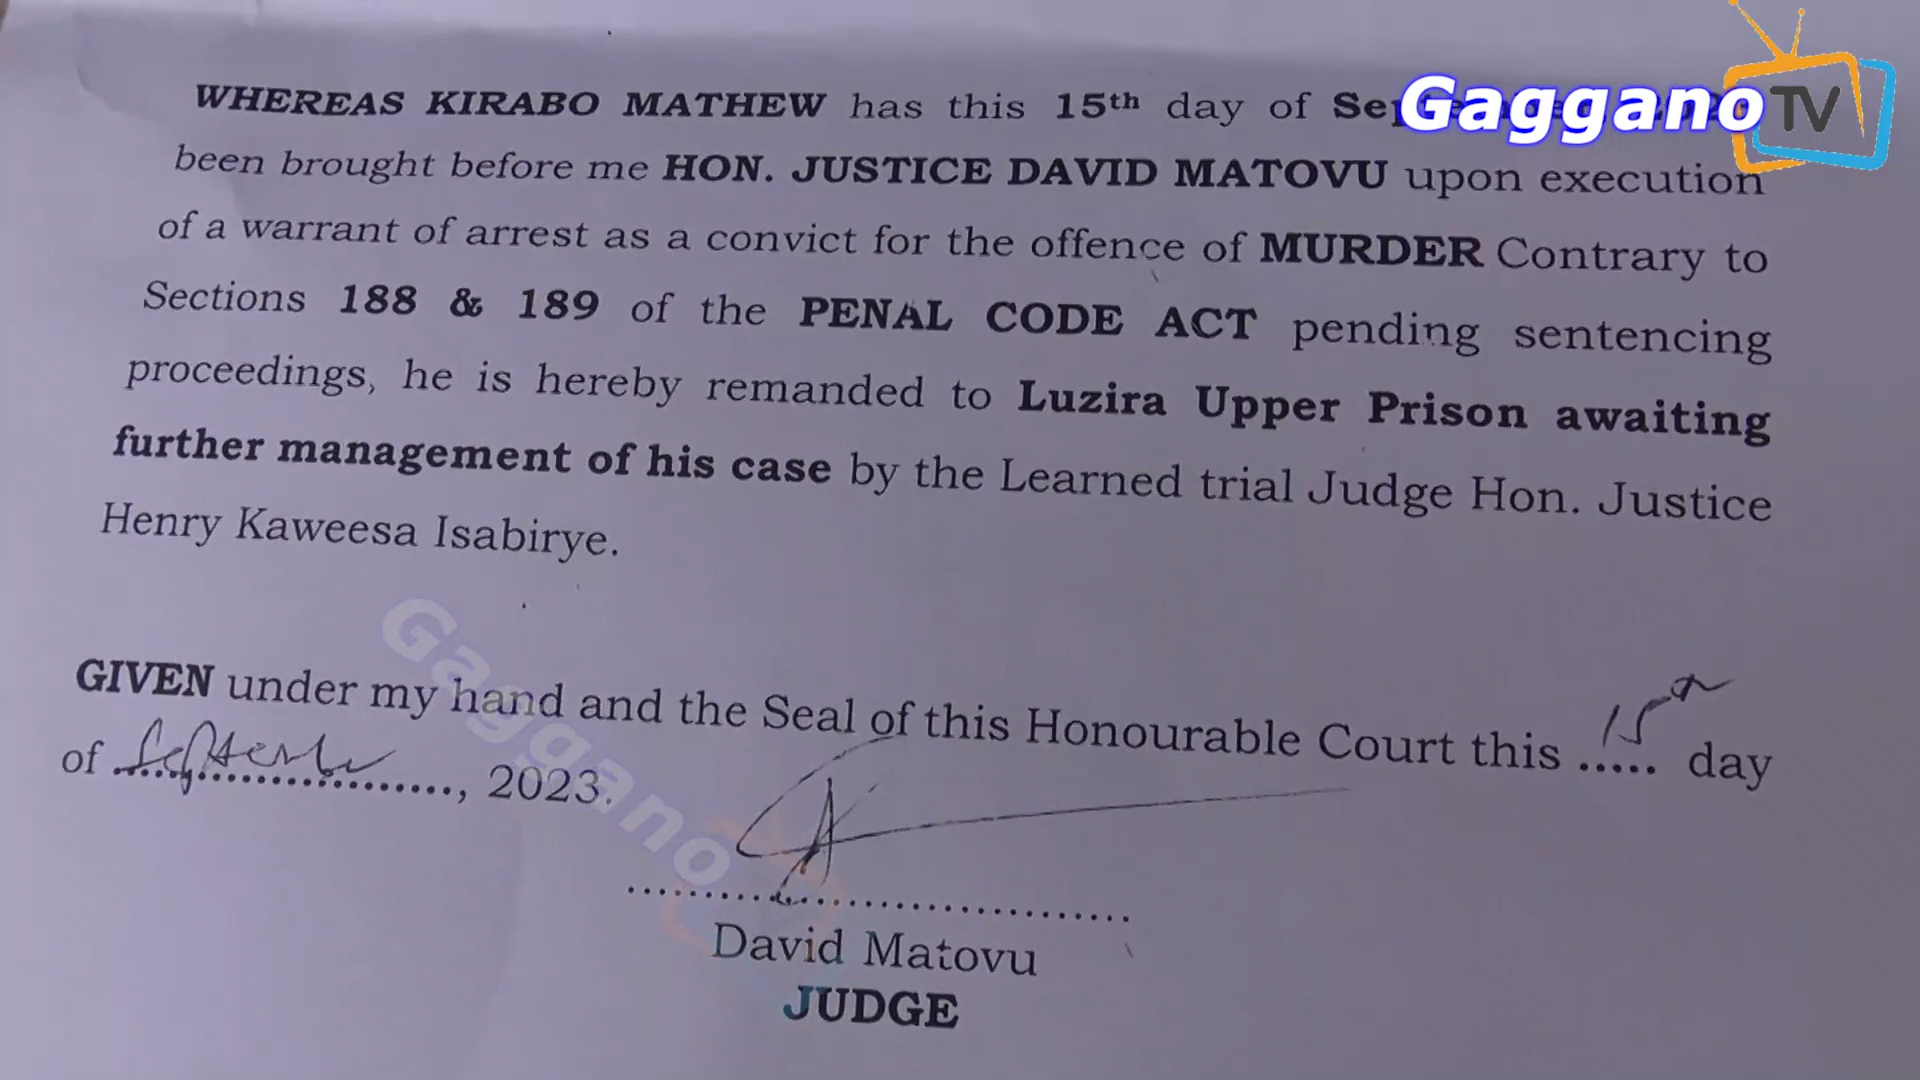 Gaggano TV
WHEREAS KIRABO MATHEW has this 15th day of Se
been brought before me HON. JUSTICE DAVID MATOVU upon execution
of a warrant of arrest as a convict for the offence of MURDER Contrary to
Sections 188 & 189 of the PENAL CODE ACT pending sentencing
proceedings, he is hereby remanded to Luzira Upper Prison awaiting
further management of his case by the Learned trial Judge Hon. Justice
Henry Kaweesa Isabirye.
Gaggano
GIVEN under my hand and the Seal of this Honourable Court this ..15th... day
of ....September...., 2023.
David Matovu
JUDGE